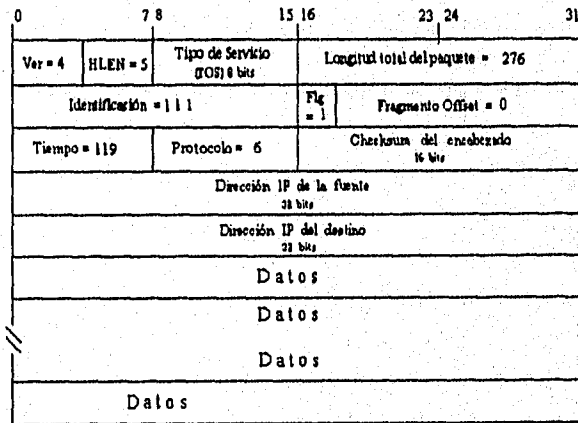 0 7 8 15 16 23 24 31
Ver = 4 HLEN = 5 Tipo de Servicio (TOS) 8 bits Longitud total del paquete = 276
Identificación = 1 1 1 Flg = 1 Fragmento Offset = 0
Tiempo = 119 Protocolo = 6 Checksum del encabezado 16 bits
Dirección IP de la fuente
32 bits
Dirección IP del destino
32 bits
Datos
Datos
Datos
Datos